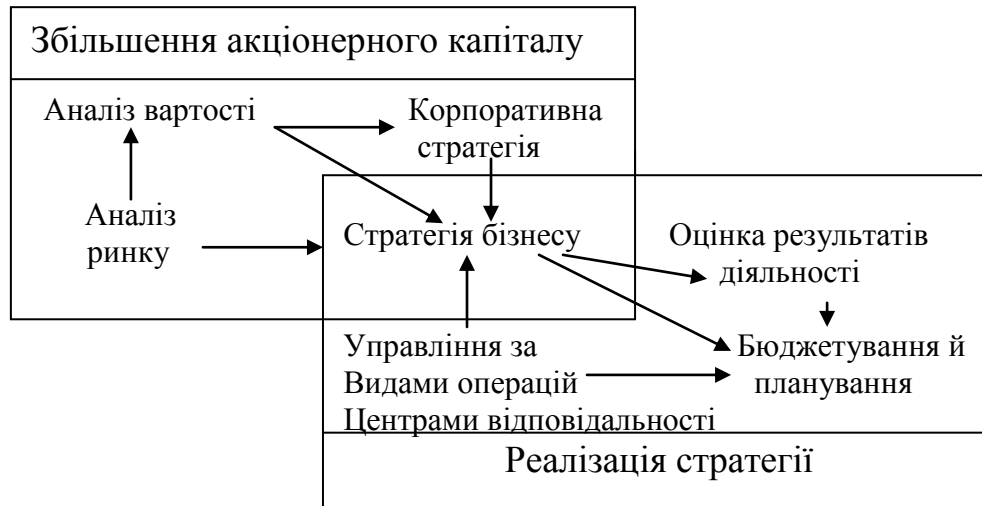 Збільшення акціонерного капіталу
Аналіз вартості
Корпоративна
стратегія
Аналіз
ринку
Стратегія бізнесу
Оцінка результатів
діяльності
Управління за
Видами операцій
Центрами відповідальності
Бюджетування й
планування
Реалізація стратегії